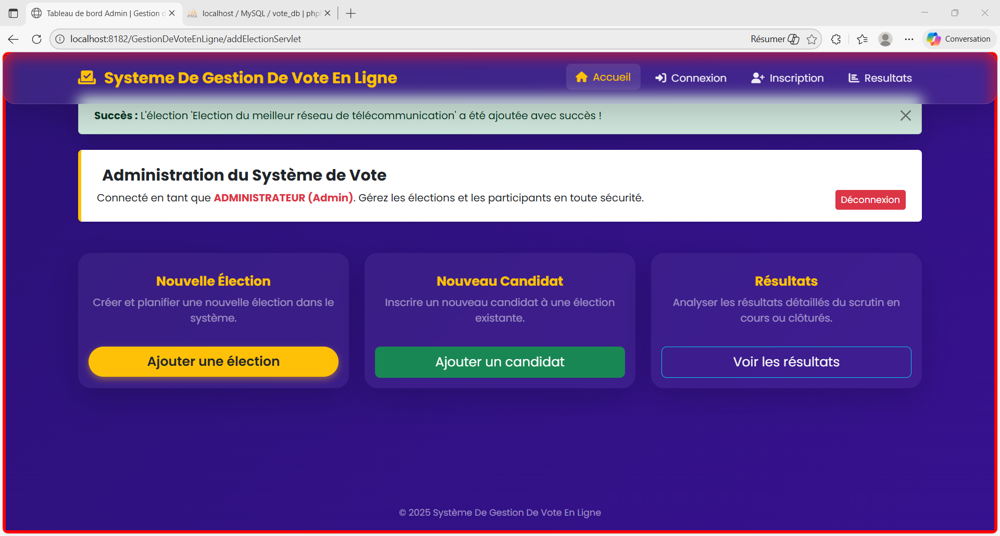 Tableau de bord Admin | Gestion d
localhost / MySQL / vote_db | php
localhost:8182/GestionDeVoteEnLigne/addElectionServlet
Résumer
Conversation
Systeme De Gestion De Vote En Ligne
Accueil
Connexion
Inscription
Resultats
Succès : L'élection 'Election du meilleur réseau de télécommunication' a été ajoutée avec succès !
Administration du Système de Vote
Connecté en tant que ADMINISTRATEUR (Admin). Gérez les élections et les participants en toute sécurité.
Déconnexion
Nouvelle Élection
Créer et planifier une nouvelle élection dans le
système.
Ajouter une élection
Nouveau Candidat
Inscrire un nouveau candidat à une élection
existante.
Ajouter un candidat
Résultats
Analyser les résultats détaillés du scrutin en
cours ou clôturés.
Voir les résultats
© 2025 Système De Gestion De Vote En Ligne